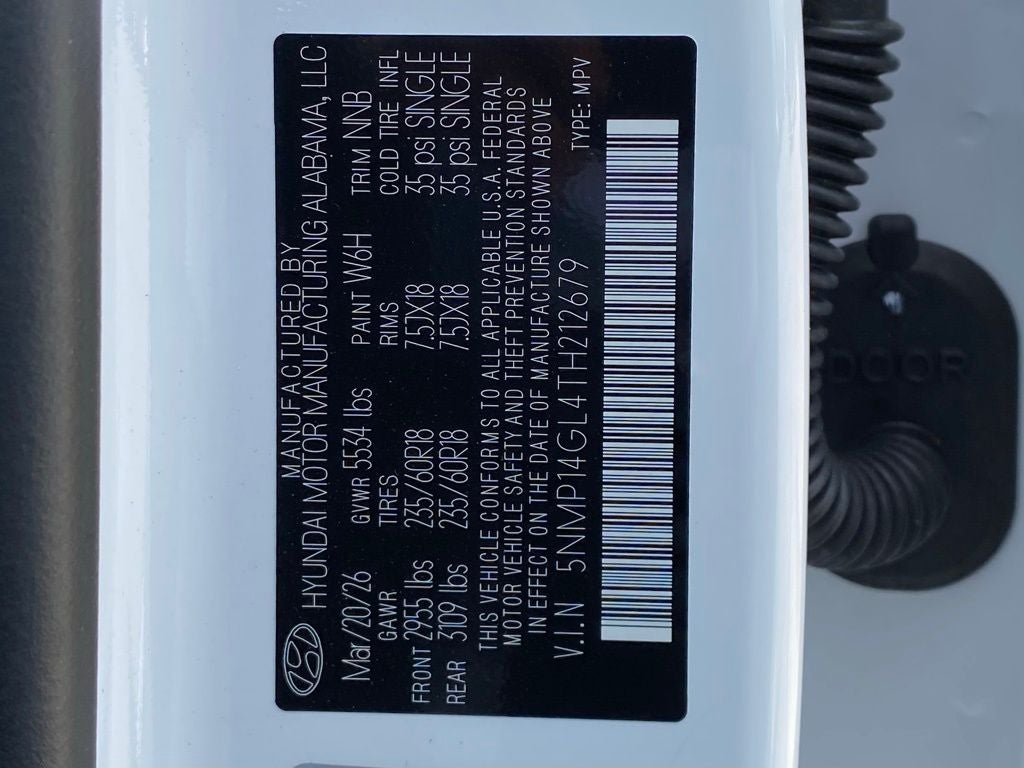 MANUFACTURED BY
HYUNDAI MOTOR MANUFACTURING ALABAMA, LLC
Mar/20/26 GVWR 5534 lbs PAINT W6H TRIM NNB
GAWR TIRES RIMS COLD TIRE INFL
FRONT 2955 lbs 235/60R18 7.5JX18 35 psi SINGLE
REAR 3109 lbs 235/60R18 7.5JX18 35 psi SINGLE
THIS VEHICLE CONFORMS TO ALL APPLICABLE U.S.A. FEDERAL
MOTOR VEHICLE SAFETY AND THEFT PREVENTION STANDARDS
IN EFFECT ON THE DATE OF MANUFACTURE SHOWN ABOVE
V.I.N 5NMP14GL4TH212679 TYPE: MPV
DOOR